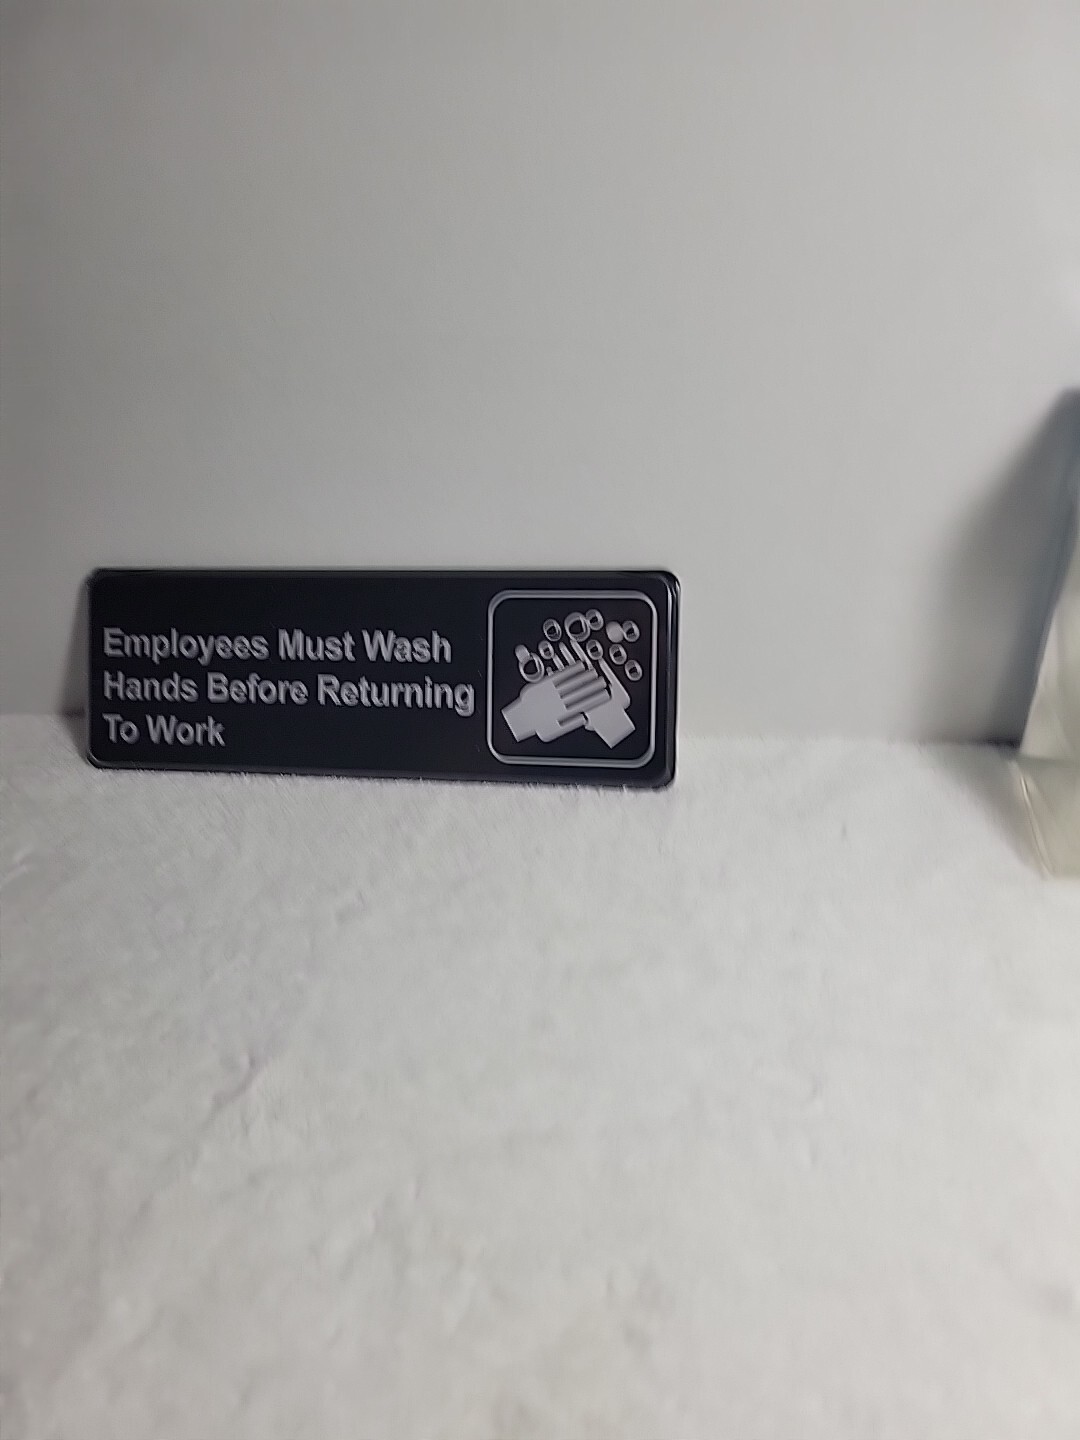 Employees Must Wash
Hands Before Returning
To Work